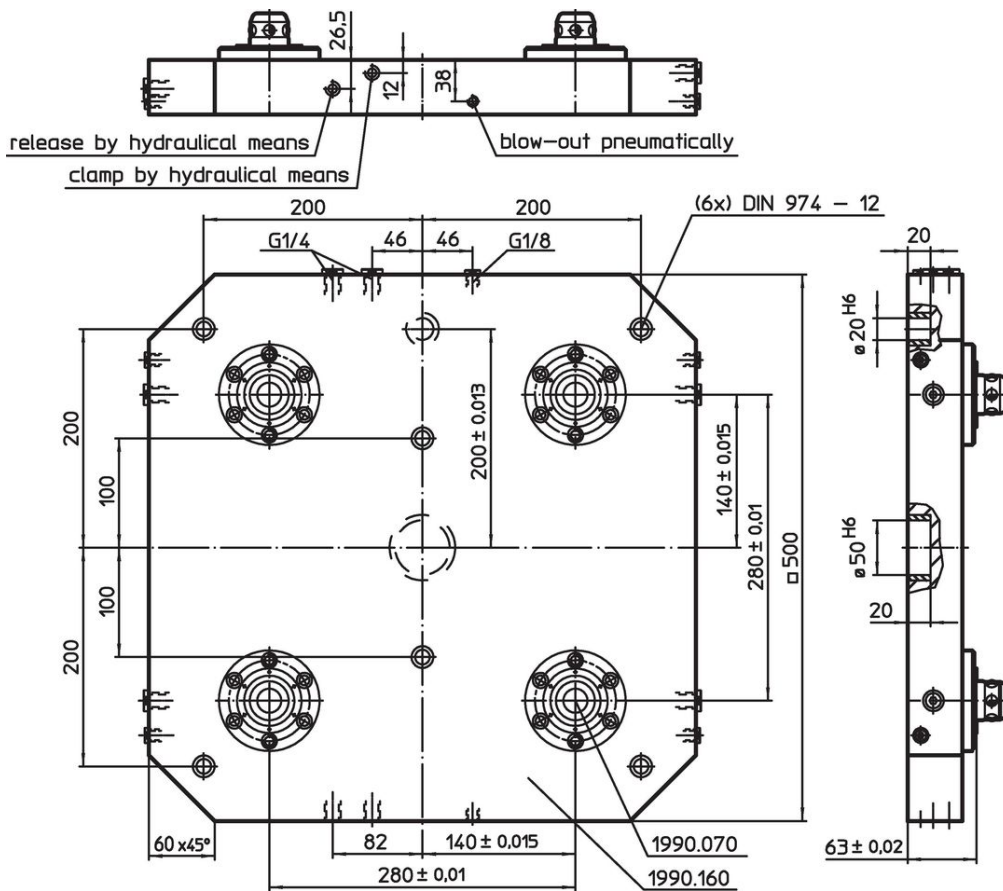 26,5
12
38
release by hydraulical means
blow-out pneumatically
clamp by hydraulical means
200
200
(6x) DIN 974 - 12
G1/4
46
46
G1/8
20
ø20 H6
200
100
200± 0.013
140± 0,015
280± 0,01
□500
ø50 H6
100
200
20
60 x45°
82
140± 0,015
1990.070
63± 0,02
280± 0,01
1990.160